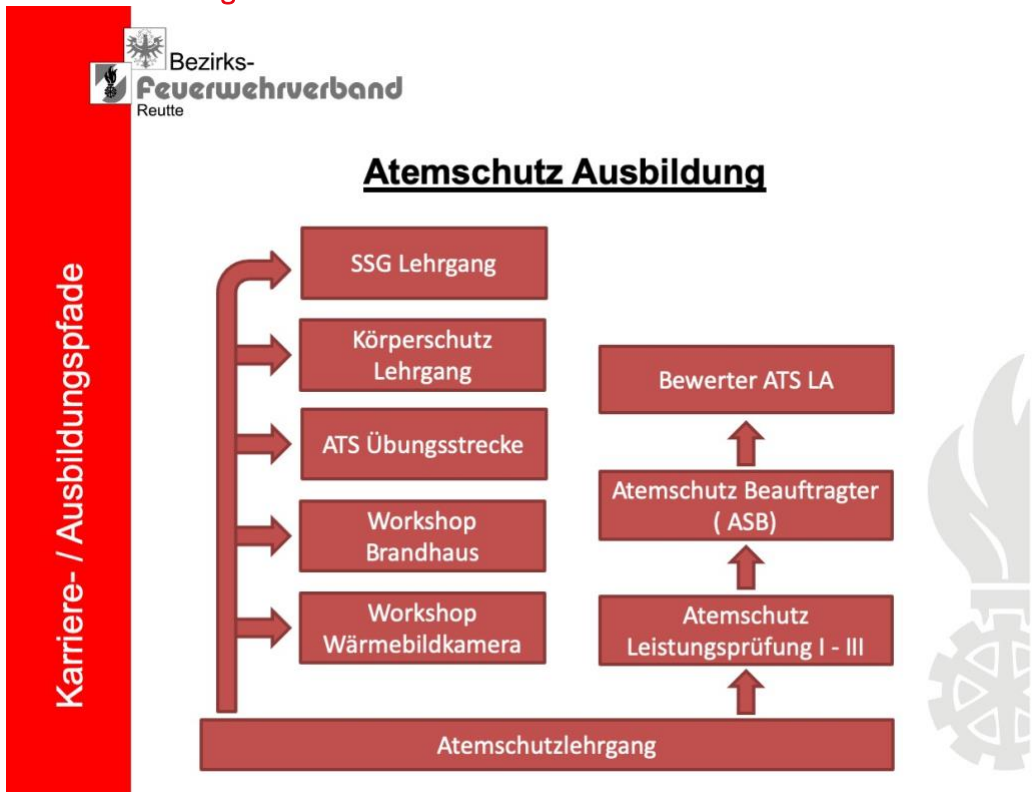 Bezirks-
Feuerwehrverband
Reutte
Karriere- / Ausbildungspfade
Atemschutz Ausbildung
SSG Lehrgang
Körperschutz
Lehrgang
ATS Übungsstrecke
Workshop
Brandhaus
Workshop
Wärmebildkamera
Bewerter ATS LA
Atemschutz Beauftragter
( ASB)
Atemschutz
Leistungsprüfung I - III
Atemschutzlehrgang